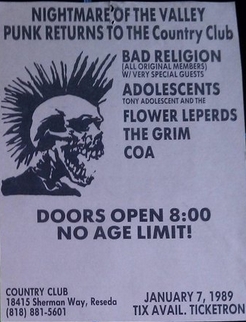 NIGHTMARE OF THE VALLEY
PUNK RETURNS TO THE Country Club
BAD RELIGION
(ALL ORIGINAL MEMBERS)
W/ VERY SPECIAL GUESTS
ADOLESCENTS
TONY ADOLESCENT AND THE
FLOWER LEPERDS
THE GRIM
COA
DOORS OPEN 8:00
NO AGE LIMIT!
COUNTRY CLUB
18415 Sherman Way, Reseda
(818) 881-5601
JANUARY 7, 1989
TIX AVAIL. TICKETRON